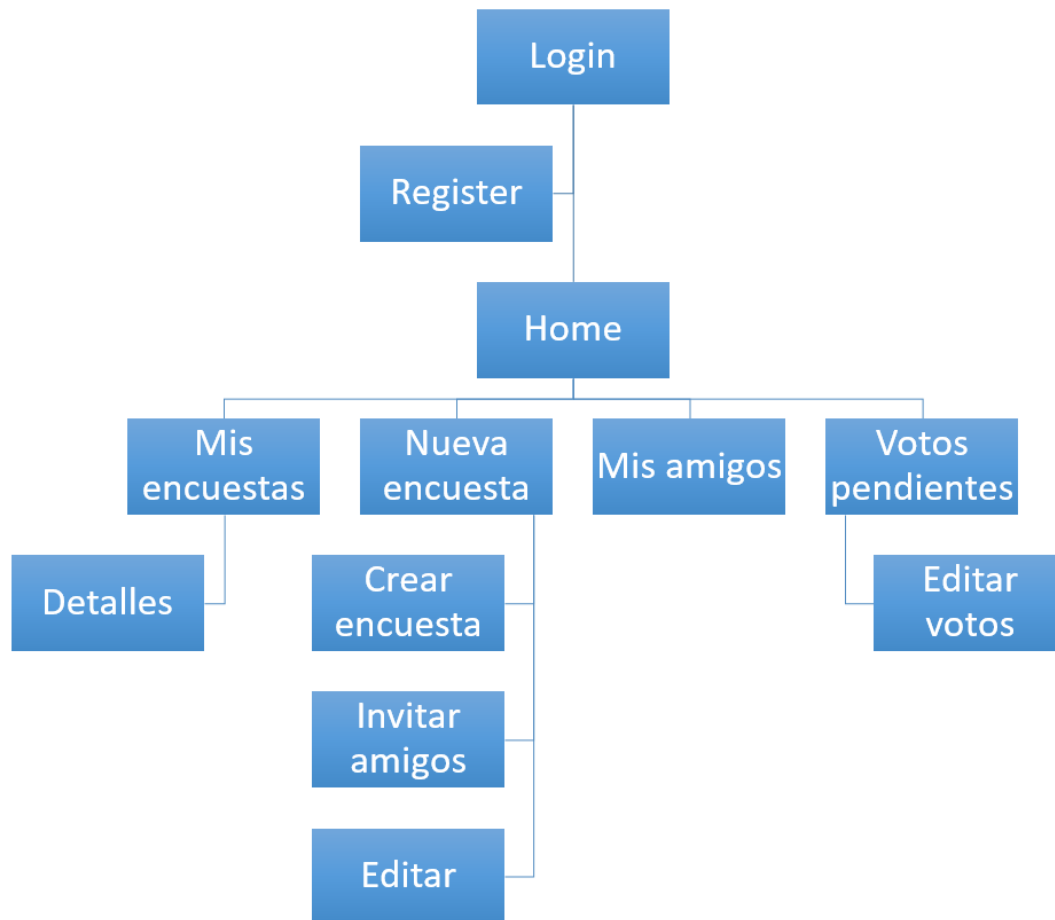 Login
Register
Home
Mis
encuestas
Nueva
encuesta
Mis amigos
Votos
pendientes
Detalles
Crear
encuesta
Editar
votos
Invitar
amigos
Editar